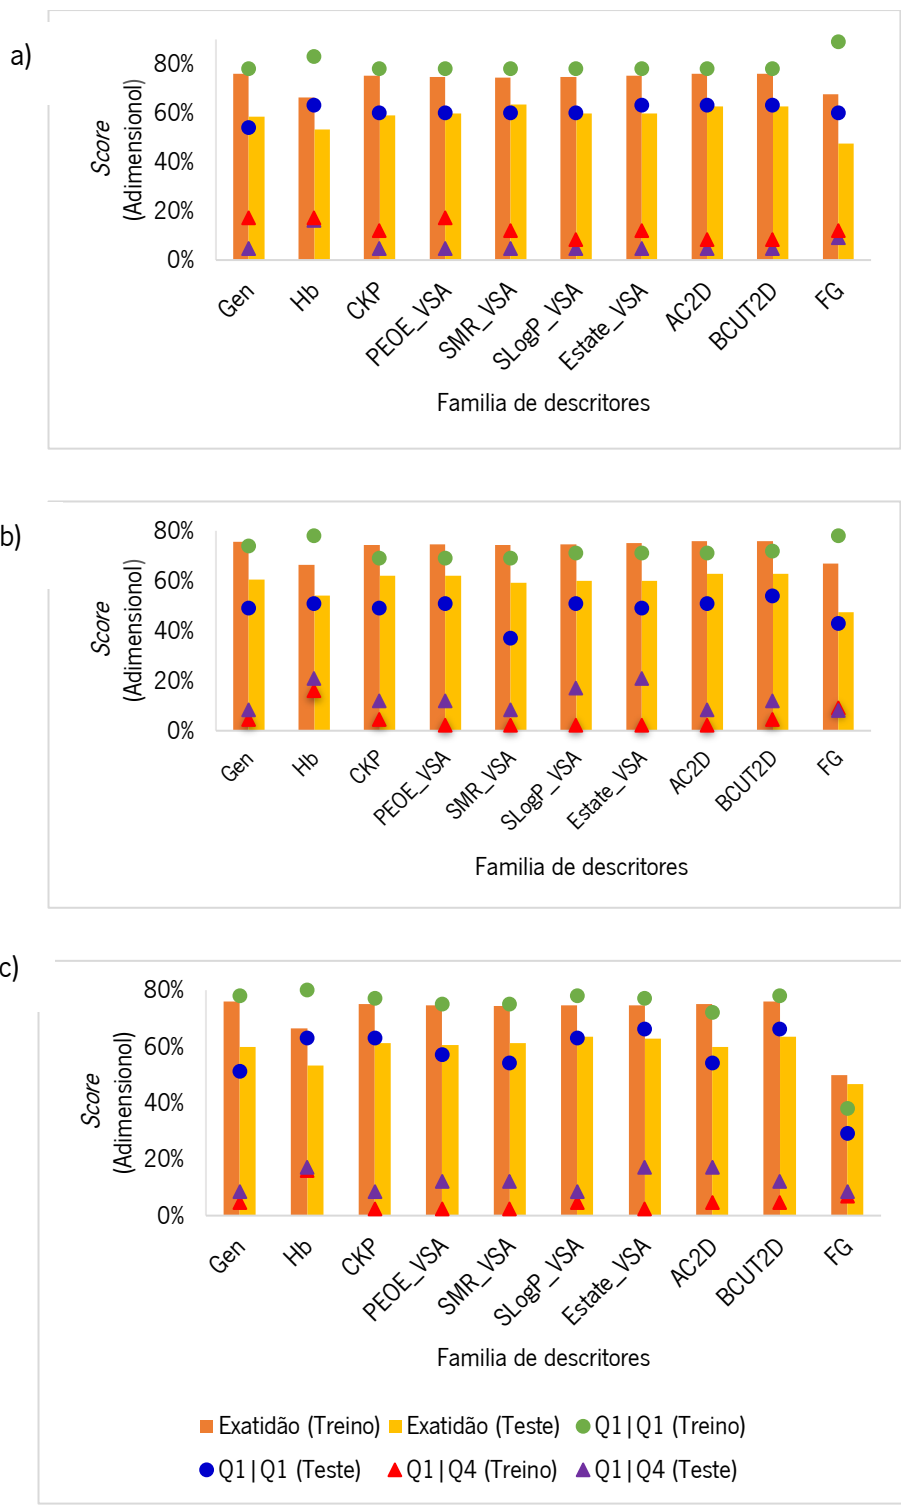 a)
80%
60%
40%
20%
0%
Score
(Adimensional)
Gen
Hb
CKP
PEOE_VSA
SMR_VSA
SLogP_VSA
Estate_VSA
AC2D
BCUT2D
FG
Familia de descritores
b)
80%
60%
40%
20%
0%
Score
(Adimensional)
Gen
Hb
CKP
PEOE_VSA
SMR_VSA
SLogP_VSA
Estate_VSA
AC2D
BCUT2D
FG
Familia de descritores
c)
80%
60%
40%
20%
0%
Score
(Adimensional)
Gen
Hb
CKP
PEOE_VSA
SMR_VSA
SLogP_VSA
Estate_VSA
AC2D
BCUT2D
FG
Familia de descritores
Exatidão (Treino) Exatidão (Teste) Q1|Q1 (Treino)
Q1|Q1 (Teste) Q1|Q4 (Treino) Q1|Q4 (Teste)